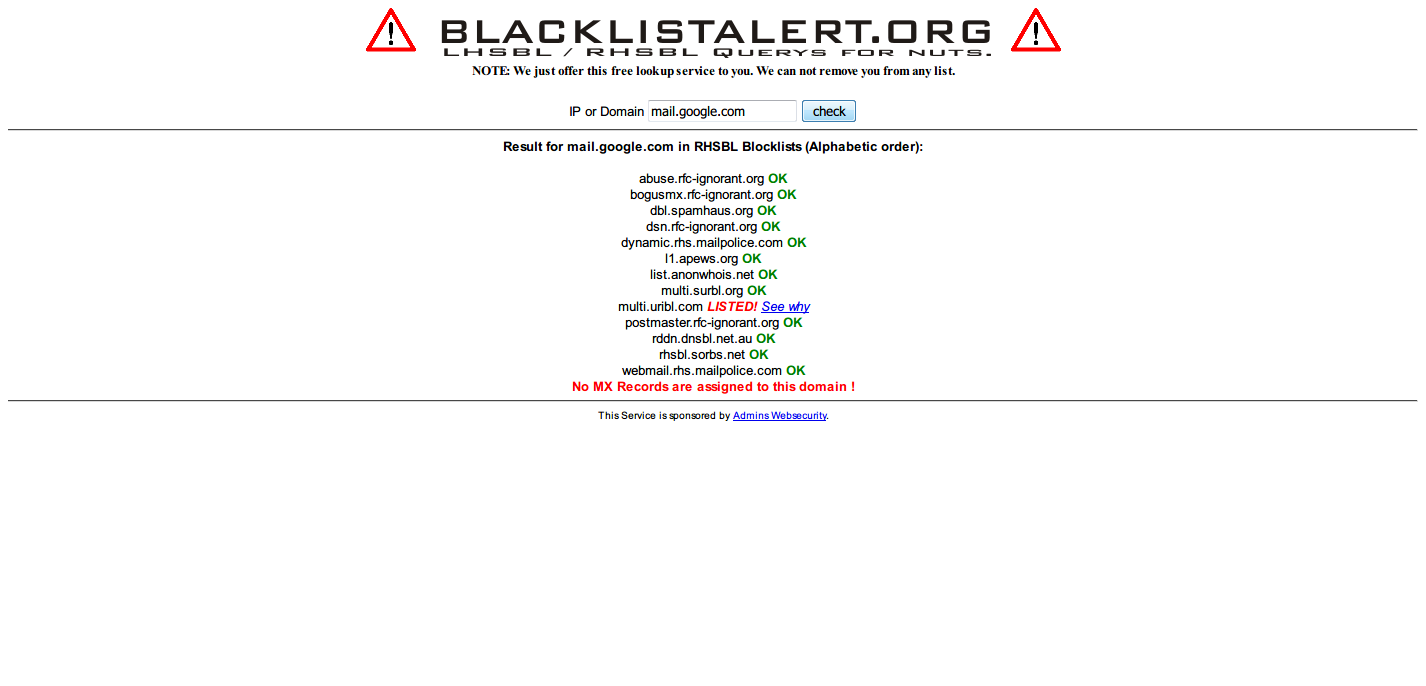 BLACKLISTALERT.ORG
LHSBL / RHSBL QUERYS FOR NUTS.
NOTE: We just offer this free lookup service to you. We can not remove you from any list.
IP or Domain mail.google.com check
Result for mail.google.com in RHSBL Blocklists (Alphabetic order):
abuse.rfc-ignorant.org OK
bogusmx.rfc-ignorant.org OK
dbl.spamhaus.org OK
dsn.rfc-ignorant.org OK
dynamic.rhs.mailpolice.com OK
l1.apews.org OK
list.anonwhois.net OK
multi.surbl.org OK
multi.uribl.com LISTED! See why
postmaster.rfc-ignorant.org OK
rddn.dnsbl.net.au OK
rhsbl.sorbs.net OK
webmail.rhs.mailpolice.com OK
No MX Records are assigned to this domain !
This Service is sponsored by Admins Websecurity.